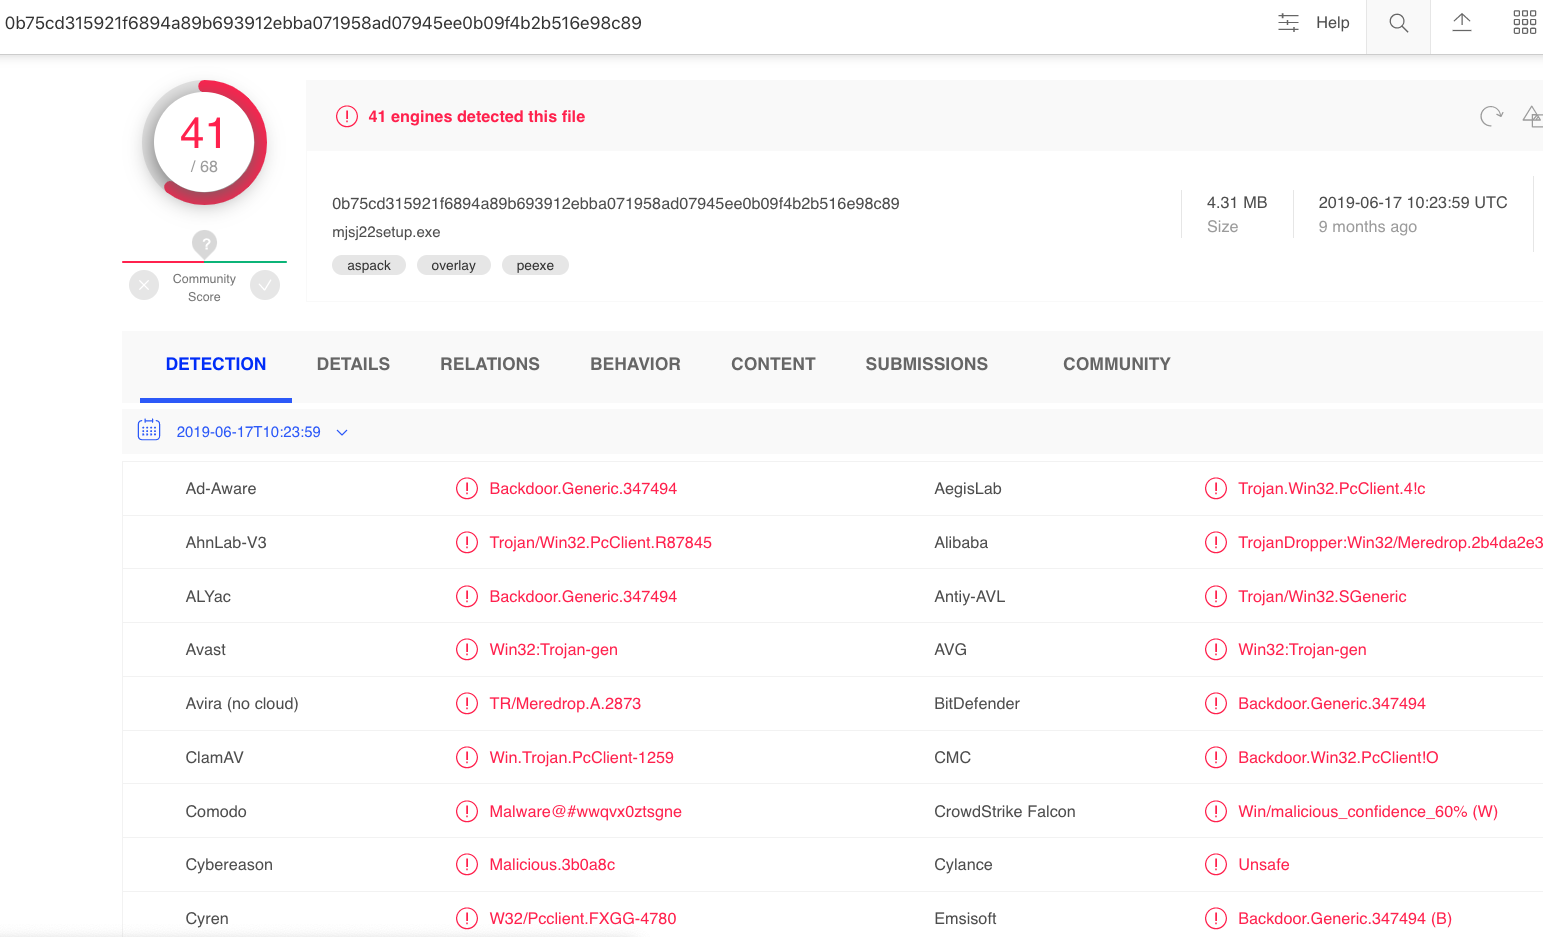 0b75cd315921f6894a89b693912ebba071958ad07945ee0b09f4b2b516e98c89 Help
41
/ 68
41 engines detected this file
?
Community
Score
0b75cd315921f6894a89b693912ebba071958ad07945ee0b09f4b2b516e98c89
mjsj22setup.exe
aspack overlay peexe
4.31 MB
Size
2019-06-17 10:23:59 UTC
9 months ago
DETECTION DETAILS RELATIONS BEHAVIOR CONTENT SUBMISSIONS COMMUNITY
2019-06-17T10:23:59
Ad-Aware Backdoor.Generic.347494 AegisLab Trojan.Win32.PcClient.4!c
AhnLab-V3 Trojan/Win32.PcClient.R87845 Alibaba TrojanDropper:Win32/Meredrop.2b4da2e3
ALYac Backdoor.Generic.347494 Antiy-AVL Trojan/Win32.SGeneric
Avast Win32:Trojan-gen AVG Win32:Trojan-gen
Avira (no cloud) TR/Meredrop.A.2873 BitDefender Backdoor.Generic.347494
ClamAV Win.Trojan.PcClient-1259 CMC Backdoor.Win32.PcClient!O
Comodo Malware@#wwqvx0ztsgne CrowdStrike Falcon Win/malicious_confidence_60% (W)
Cybereason Malicious.3b0a8c Cylance Unsafe
Cyren W32/Pcclient.FXGG-4780 Emsisoft Backdoor.Generic.347494 (B)